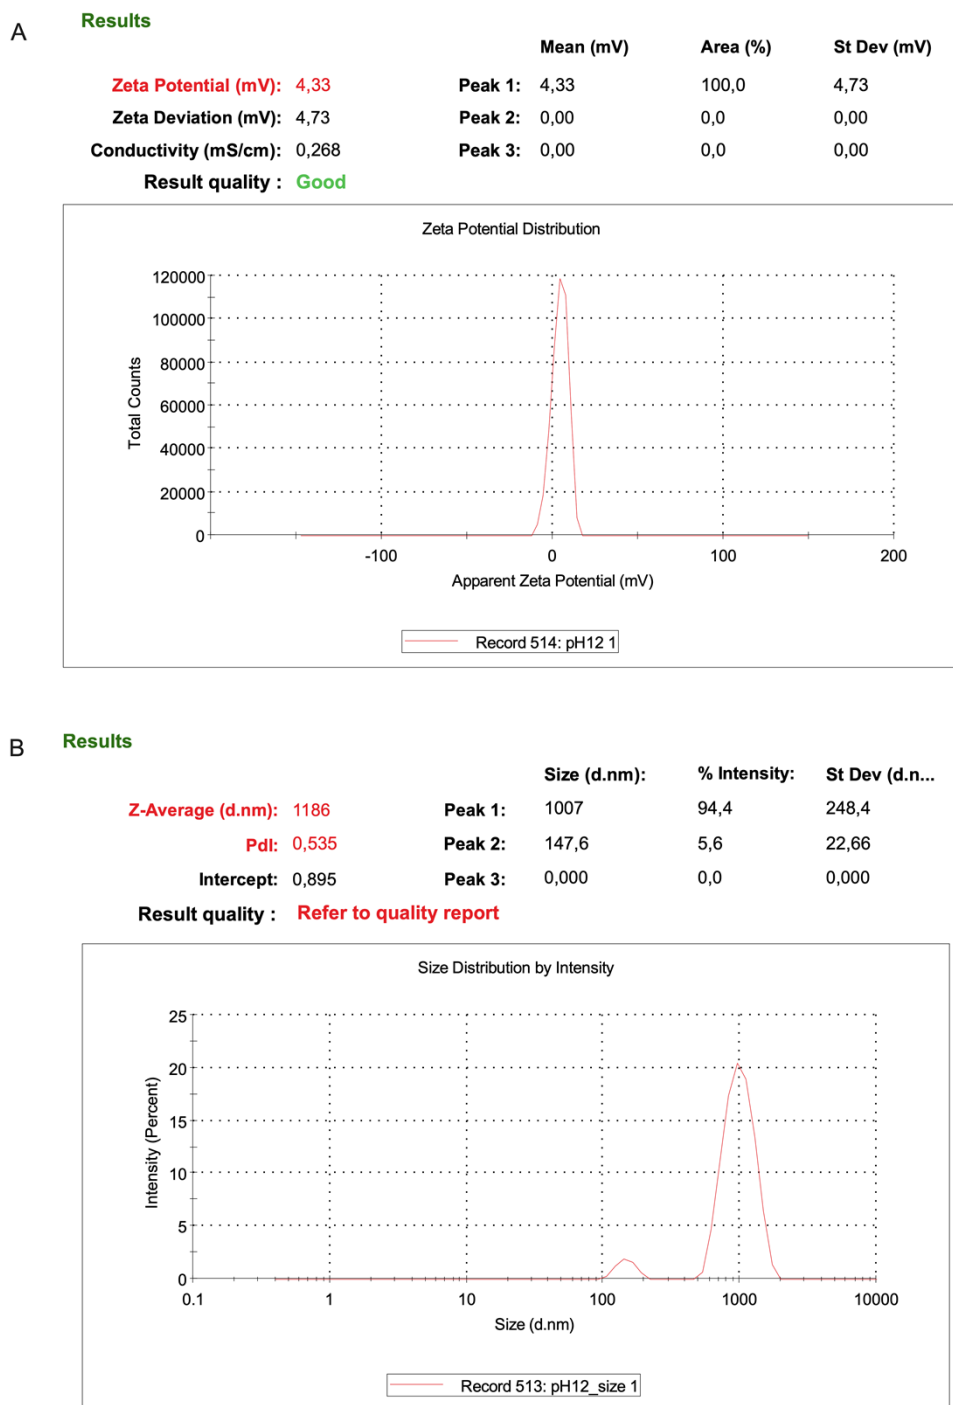 A
Results
Mean (mV) Area (%) St Dev (mV)
Zeta Potential (mV): 4,33 Peak 1: 4,33 100,0 4,73
Zeta Deviation (mV): 4,73 Peak 2: 0,00 0,0 0,00
Conductivity (mS/cm): 0,268 Peak 3: 0,00 0,0 0,00
Result quality : Good
Zeta Potential Distribution
120000
100000
80000
60000
40000
20000
0
Total Counts
-100 0 100 200
Apparent Zeta Potential (mV)
Record 514: pH12 1
B
Results
Size (d.nm): % Intensity: St Dev (d.n...
Z-Average (d.nm): 1186 Peak 1: 1007 94,4 248,4
PdI: 0,535 Peak 2: 147,6 5,6 22,66
Intercept: 0,895 Peak 3: 0,000 0,0 0,000
Result quality : Refer to quality report
Size Distribution by Intensity
25
20
15
10
5
0
Intensity (Percent)
0.1 1 10 100 1000 10000
Size (d.nm)
Record 513: pH12_size 1